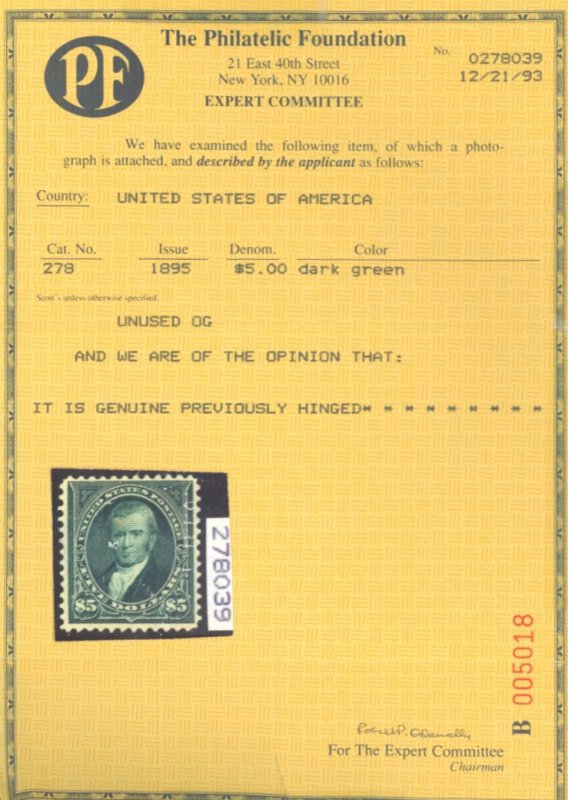 PF
The Philatelic Foundation
21 East 40th Street
New York, NY 10016
EXPERT COMMITTEE
No. 0278039
12/21/93
We have examined the following item, of which a photo-
graph is attached, and described by the applicant as follows:
Country: UNITED STATES OF AMERICA
Cat. No. Issue Denom. Color
278 1895 $5.00 dark green
Scott's unless otherwise specified.
UNUSED OG
AND WE ARE OF THE OPINION THAT:
IT IS GENUINE PREVIOUSLY HINGED* * * * * * * * *
UNITED STATES POSTAGE
FIVE DOLLARS
$5 $5
278039
B 005018
For The Expert Committee
Chairman